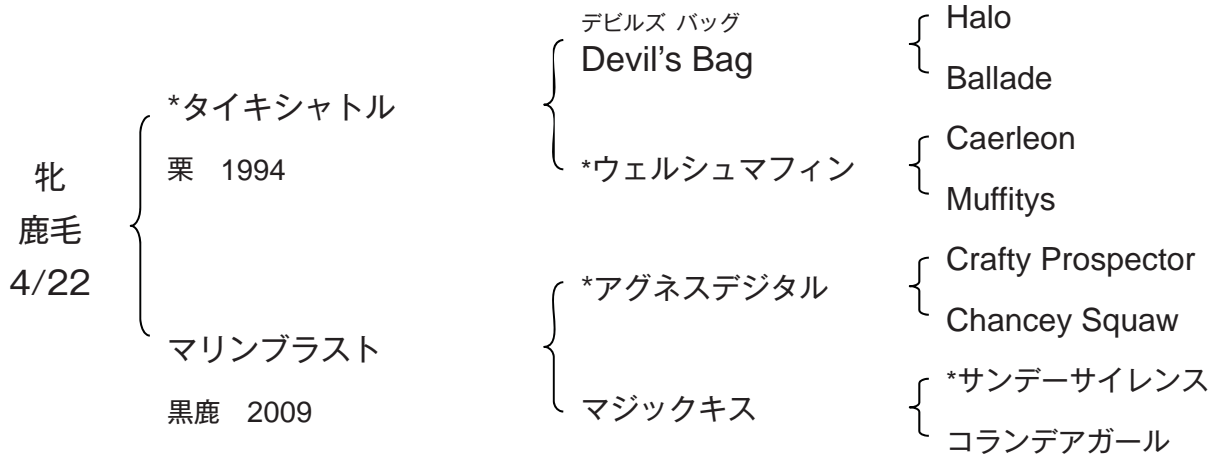 牝
鹿毛
4/22
*タイキシャトル
栗 1994
マリンブラスト
黒鹿 2009
デビルズ バッグ
Devil's Bag
*ウェルシュマフィン
*アグネスデジタル
マジックキス
Halo
Ballade
Caerleon
Muffitys
Crafty Prospector
Chancey Squaw
*サンデーサイレンス
コランデアガール